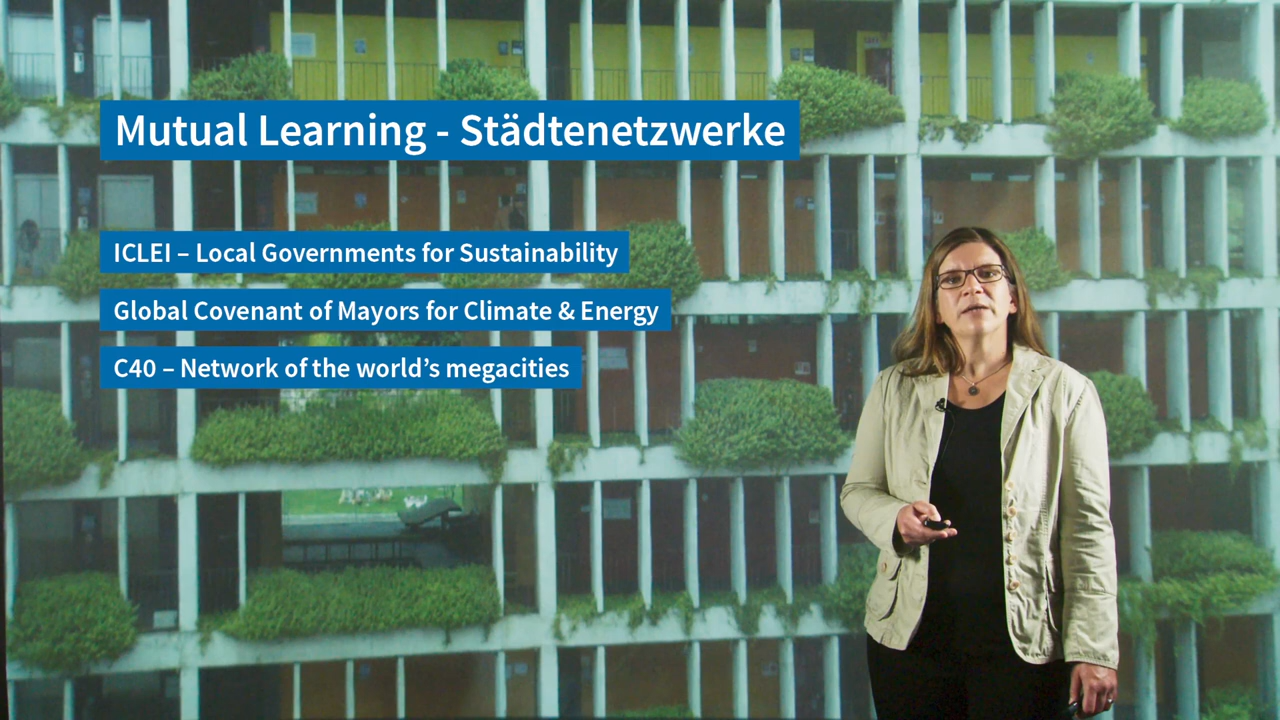 Mutual Learning - Städtenetzwerke
ICLEI – Local Governments for Sustainability
Global Covenant of Mayors for Climate & Energy
C40 – Network of the world’s megacities